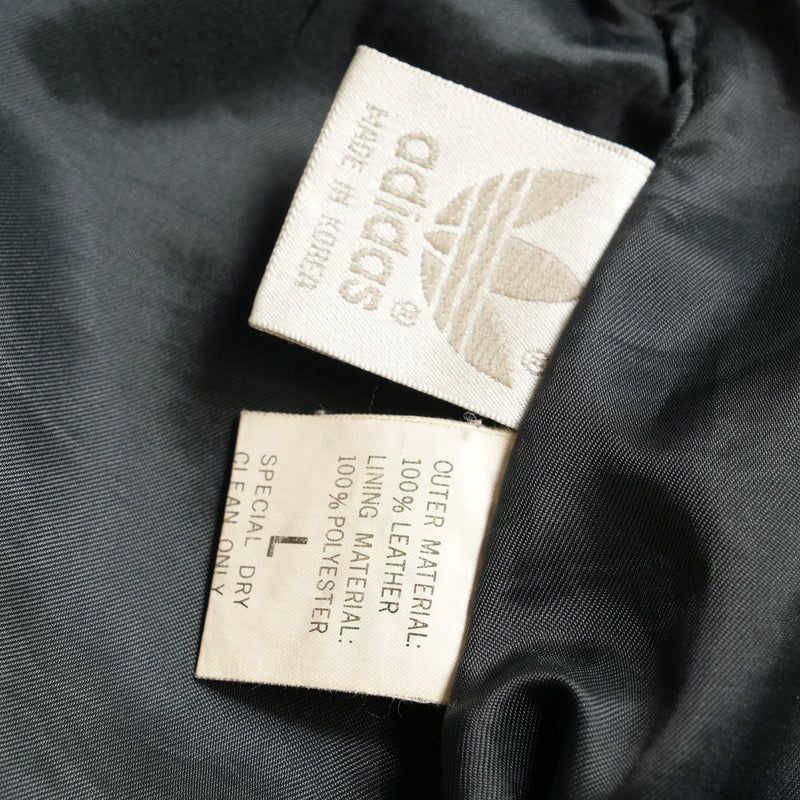 adidas ®
MADE IN KOREA
OUTER MATERIAL:
100% LEATHER
LINING MATERIAL:
100% POLYESTER
L
SPECIAL DRY
CLEAN ONLY